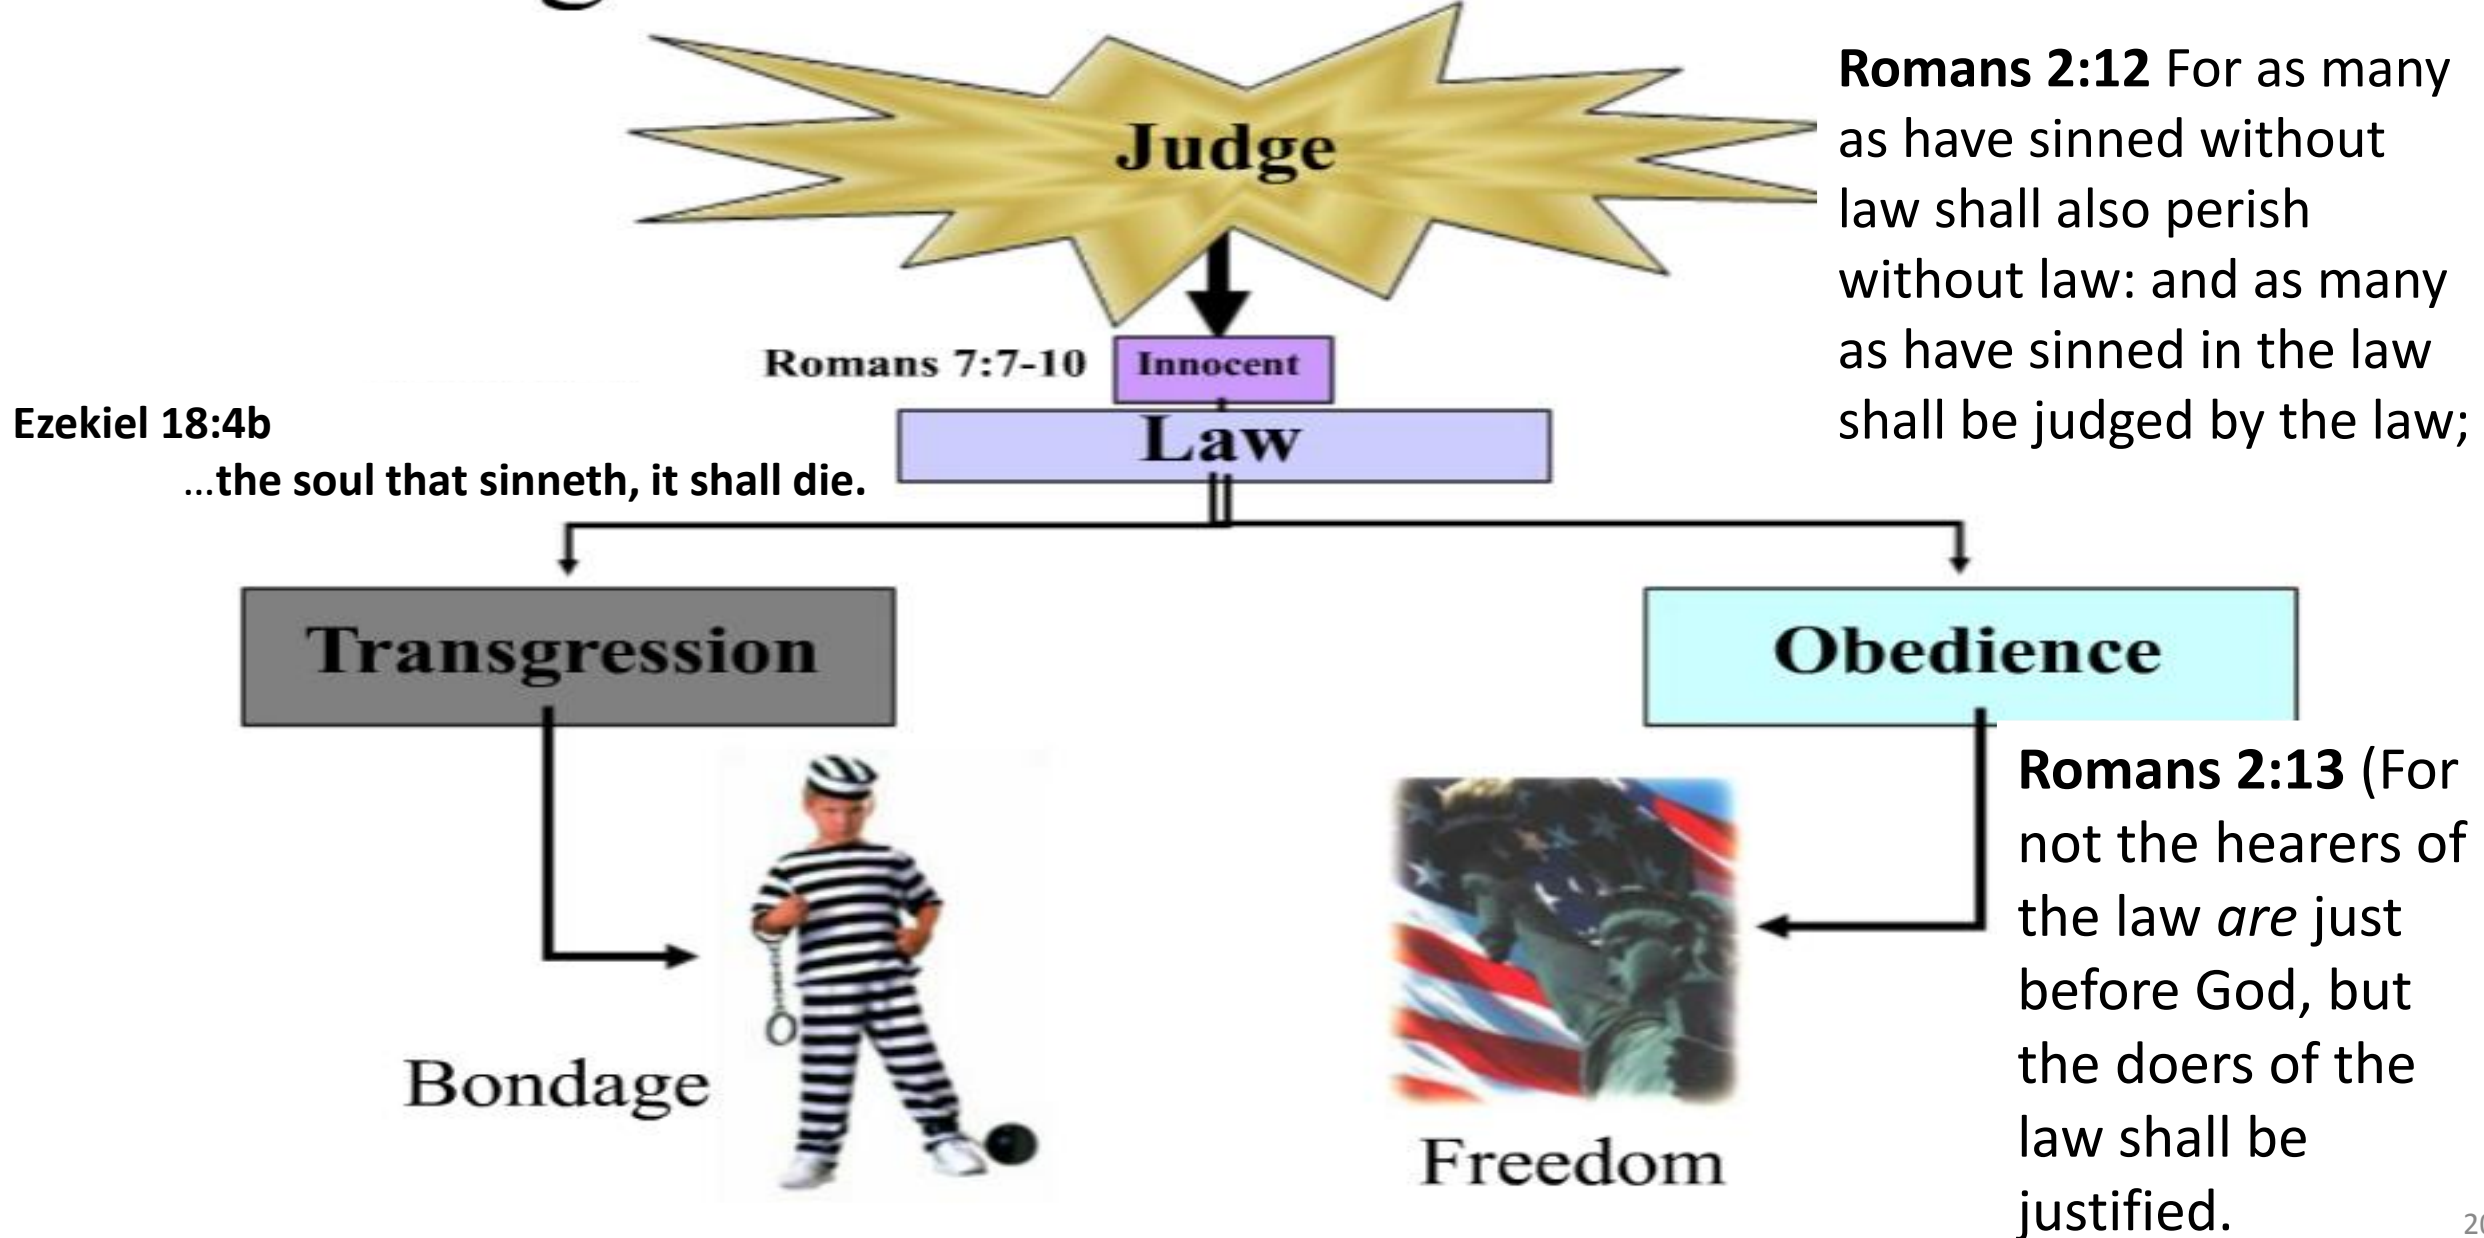 Judge
Romans 2:12 For as many
as have sinned without
law shall also perish
without law: and as many
as have sinned in the law
shall be judged by the law;
Romans 7:7-10
Innocent
Law
Ezekiel 18:4b
...the soul that sinneth, it shall die.
Transgression
Obedience
Bondage
Freedom
Romans 2:13 (For
not the hearers of
the law are just
before God, but
the doers of the
law shall be
justified.